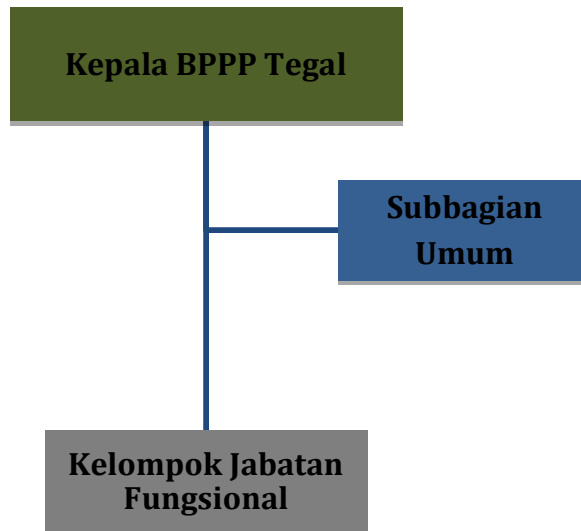 Kepala BPPP Tegal
Subbagian
Umum
Kelompok Jabatan
Fungsional